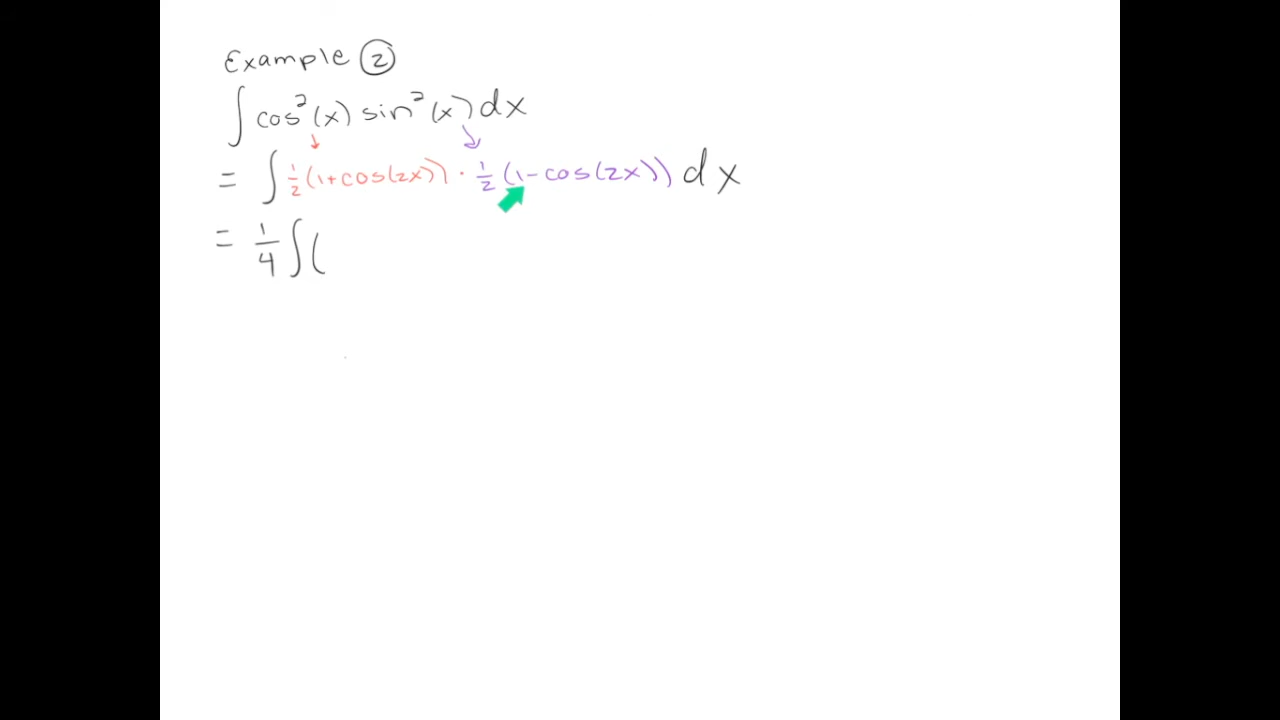 Example ②
∫ cos²(x) sin²(x) dx
= ∫ ½(1+cos(2x)) · ½(1-cos(2x)) dx
= ¼ ∫(